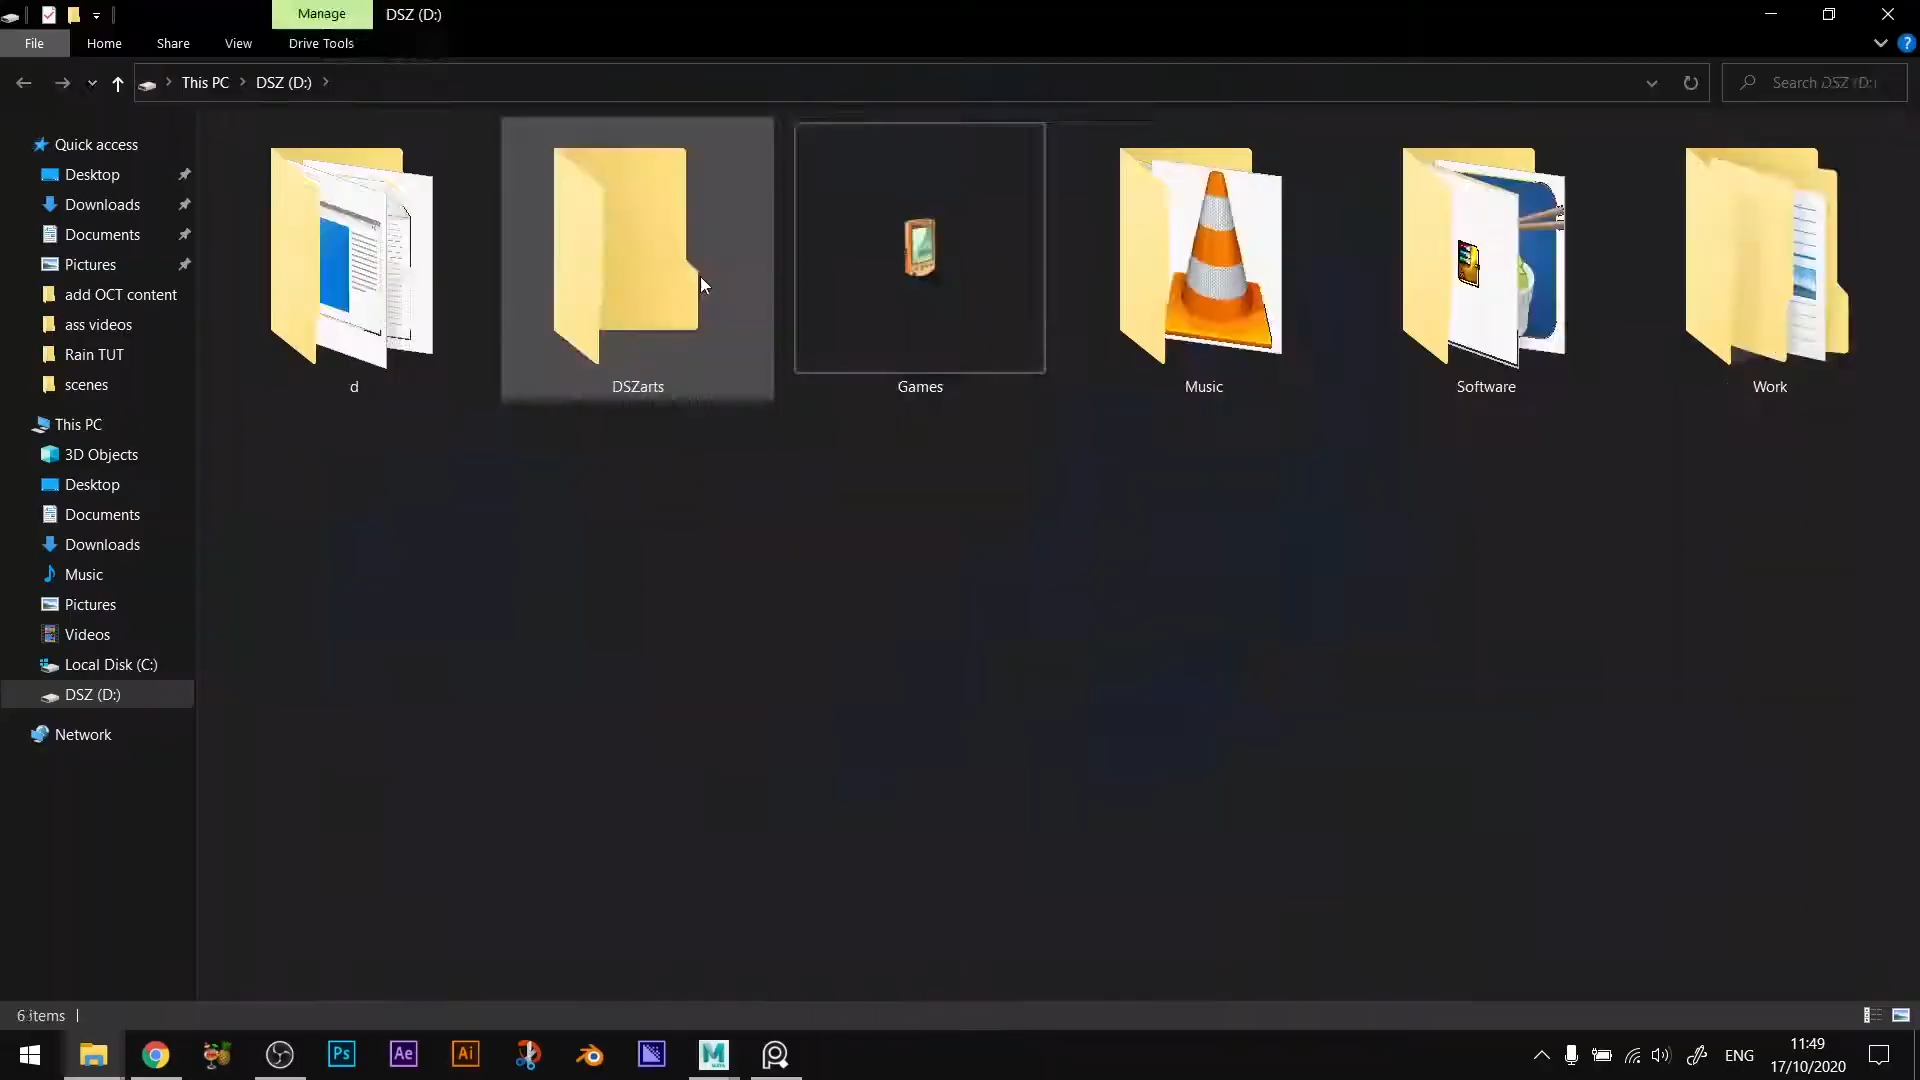 Manage
DSZ (D:)
File
Home
Share
View
Drive Tools
?
This PC
DSZ (D:)
Search DSZ (D:)
Quick access
Desktop
Downloads
Documents
Pictures
add OCT content
ass videos
Rain TUT
scenes
This PC
3D Objects
Desktop
Documents
Downloads
Music
Pictures
Videos
Local Disk (C:)
DSZ (D:)
Network
d
DSZarts
Games
Music
Software
Work
6 items
Ps
Ae
Ai
M
ENG
11:49
17/10/2020